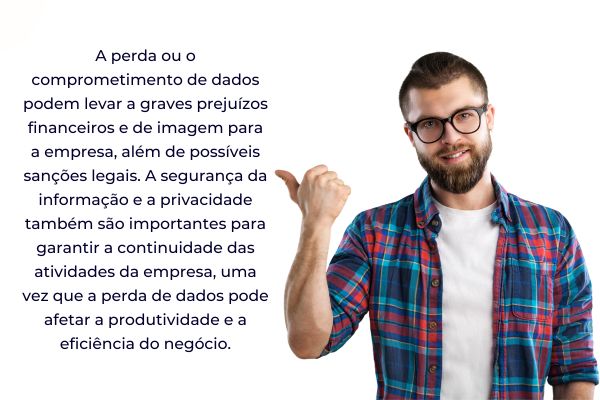 A perda ou o
comprometimento de dados
podem levar a graves prejuízos
financeiros e de imagem para
a empresa, além de possíveis
sanções legais. A segurança da
informação e a privacidade
também são importantes para
garantir a continuidade das
atividades da empresa, uma
vez que a perda de dados pode
afetar a produtividade e a
eficiência do negócio.